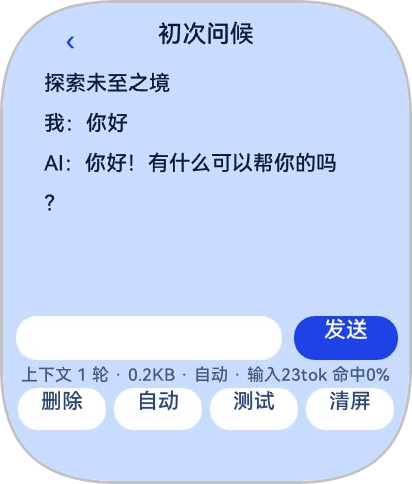 ‹ 初次问候
探索未至之境
我：你好
AI：你好！有什么可以帮你的吗
？
发送
上下文 1 轮 · 0.2KB · 自动 · 输入23tok 命中0%
删除 自动 测试 清屏